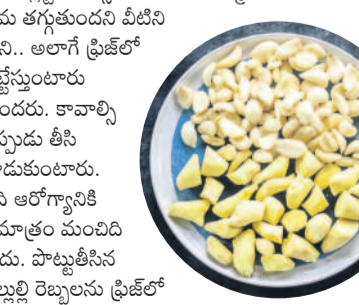 మ తగ్గుతుందని వీటిని
ని.. అలాగే ఫ్రిజ్‌లో
ట్టేస్తుంటారు
ందరు. కావాల్సి
ప్పుడు తీసి
డుకుంటారు.
ది ఆరోగ్యానికి
మాత్రం మంచిది
దు. పొట్టుతీసిన
ల్లుల్లి రెబ్బలను ఫ్రిజ్‌లో